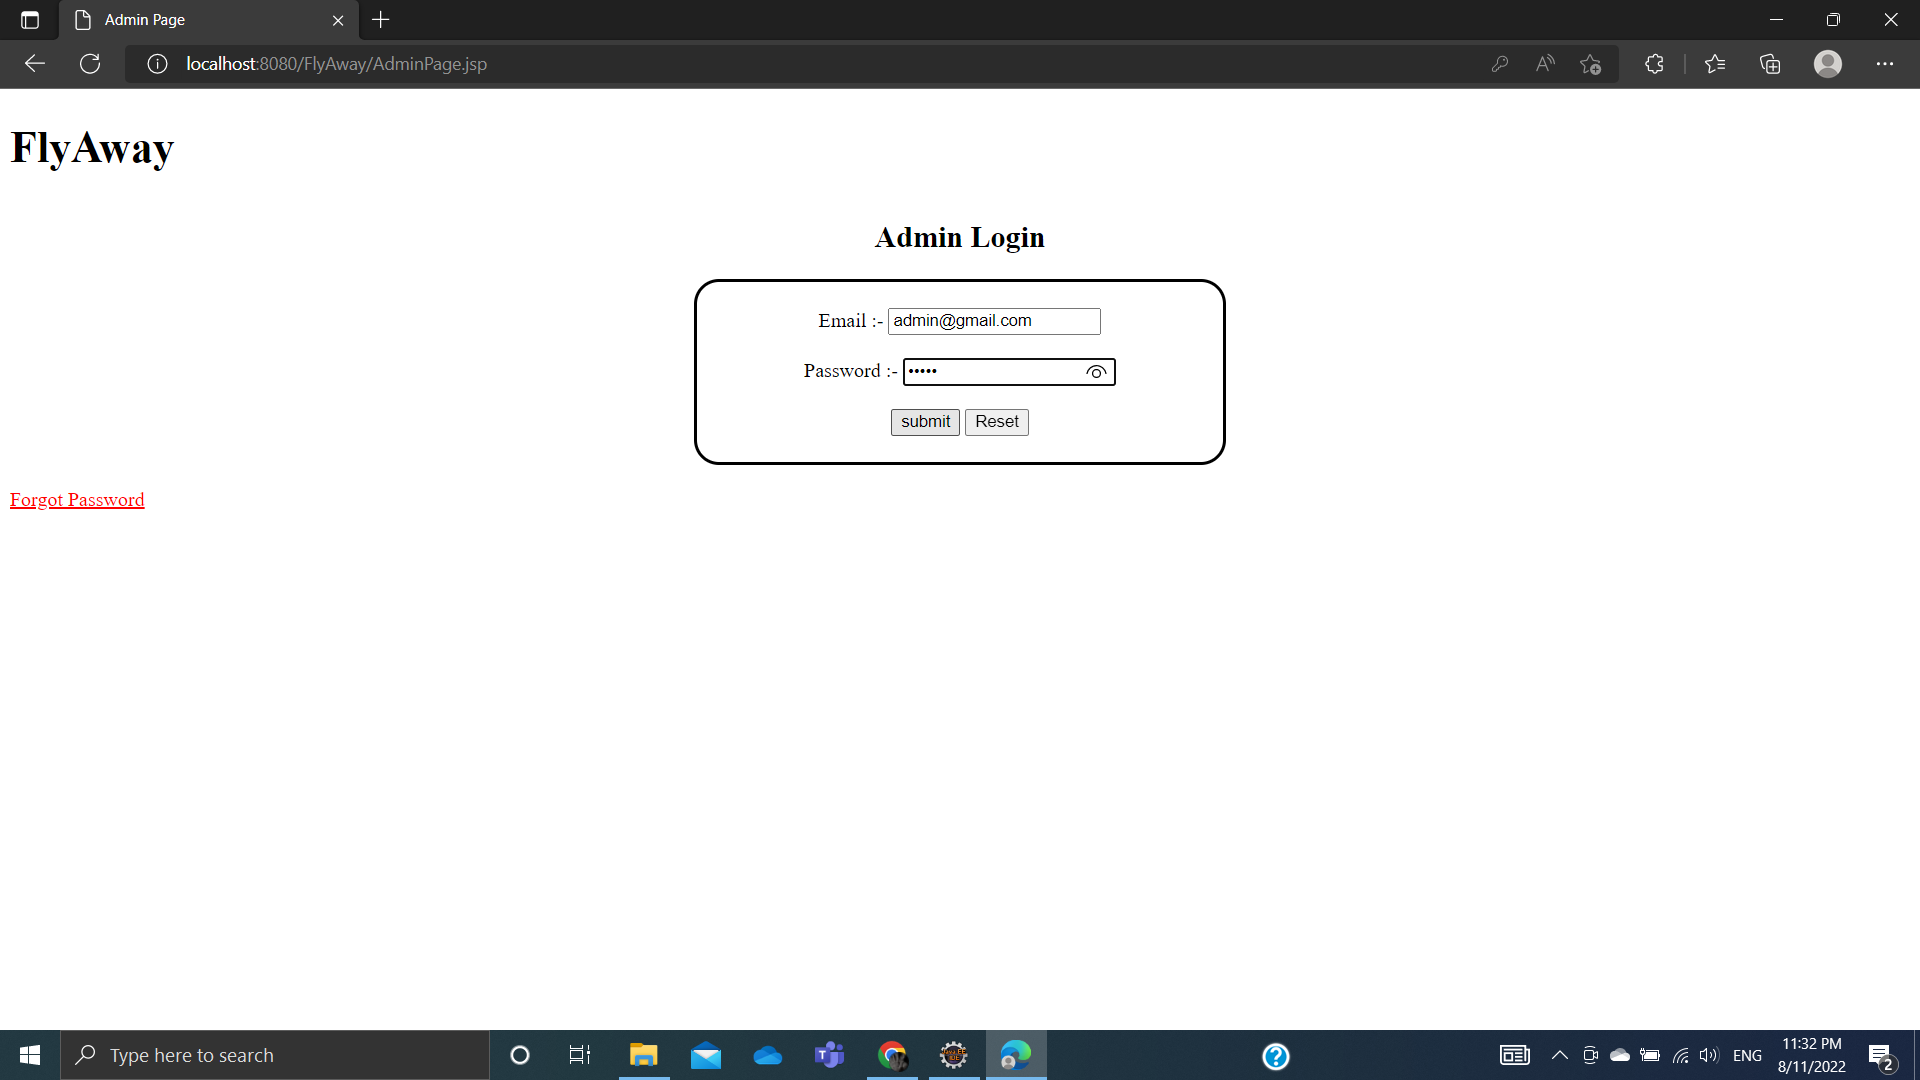 Admin Page
localhost:8080/FlyAway/AdminPage.jsp
FlyAway
Admin Login
Email :- admin@gmail.com
Password :- •••••
submit Reset
Forgot Password
Type here to search
ENG
11:32 PM
8/11/2022
2